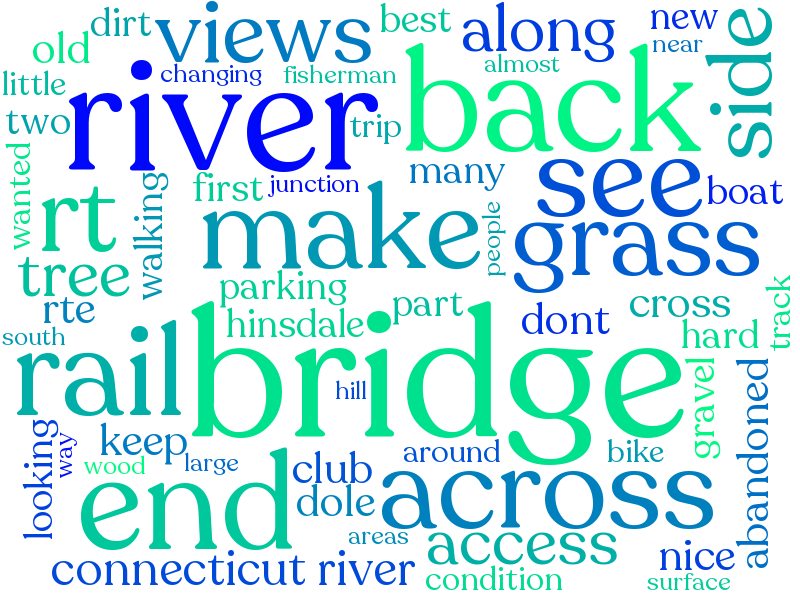 dirt
views
best
along
new
near
side
old
changing
fisherman
almost
little
river
back
two
trip
wanted
rt
walking
first
junction
many
see
boat
make
people
grass
tree
parking
part
cross
track
rte
hinsdale
dont
hard
south
rail
bridge
hill
gravel
abandoned
looking
way
keep
wood
large
club
around
bike
end
dole
across
areas
access
nice
connecticut river
condition
surface